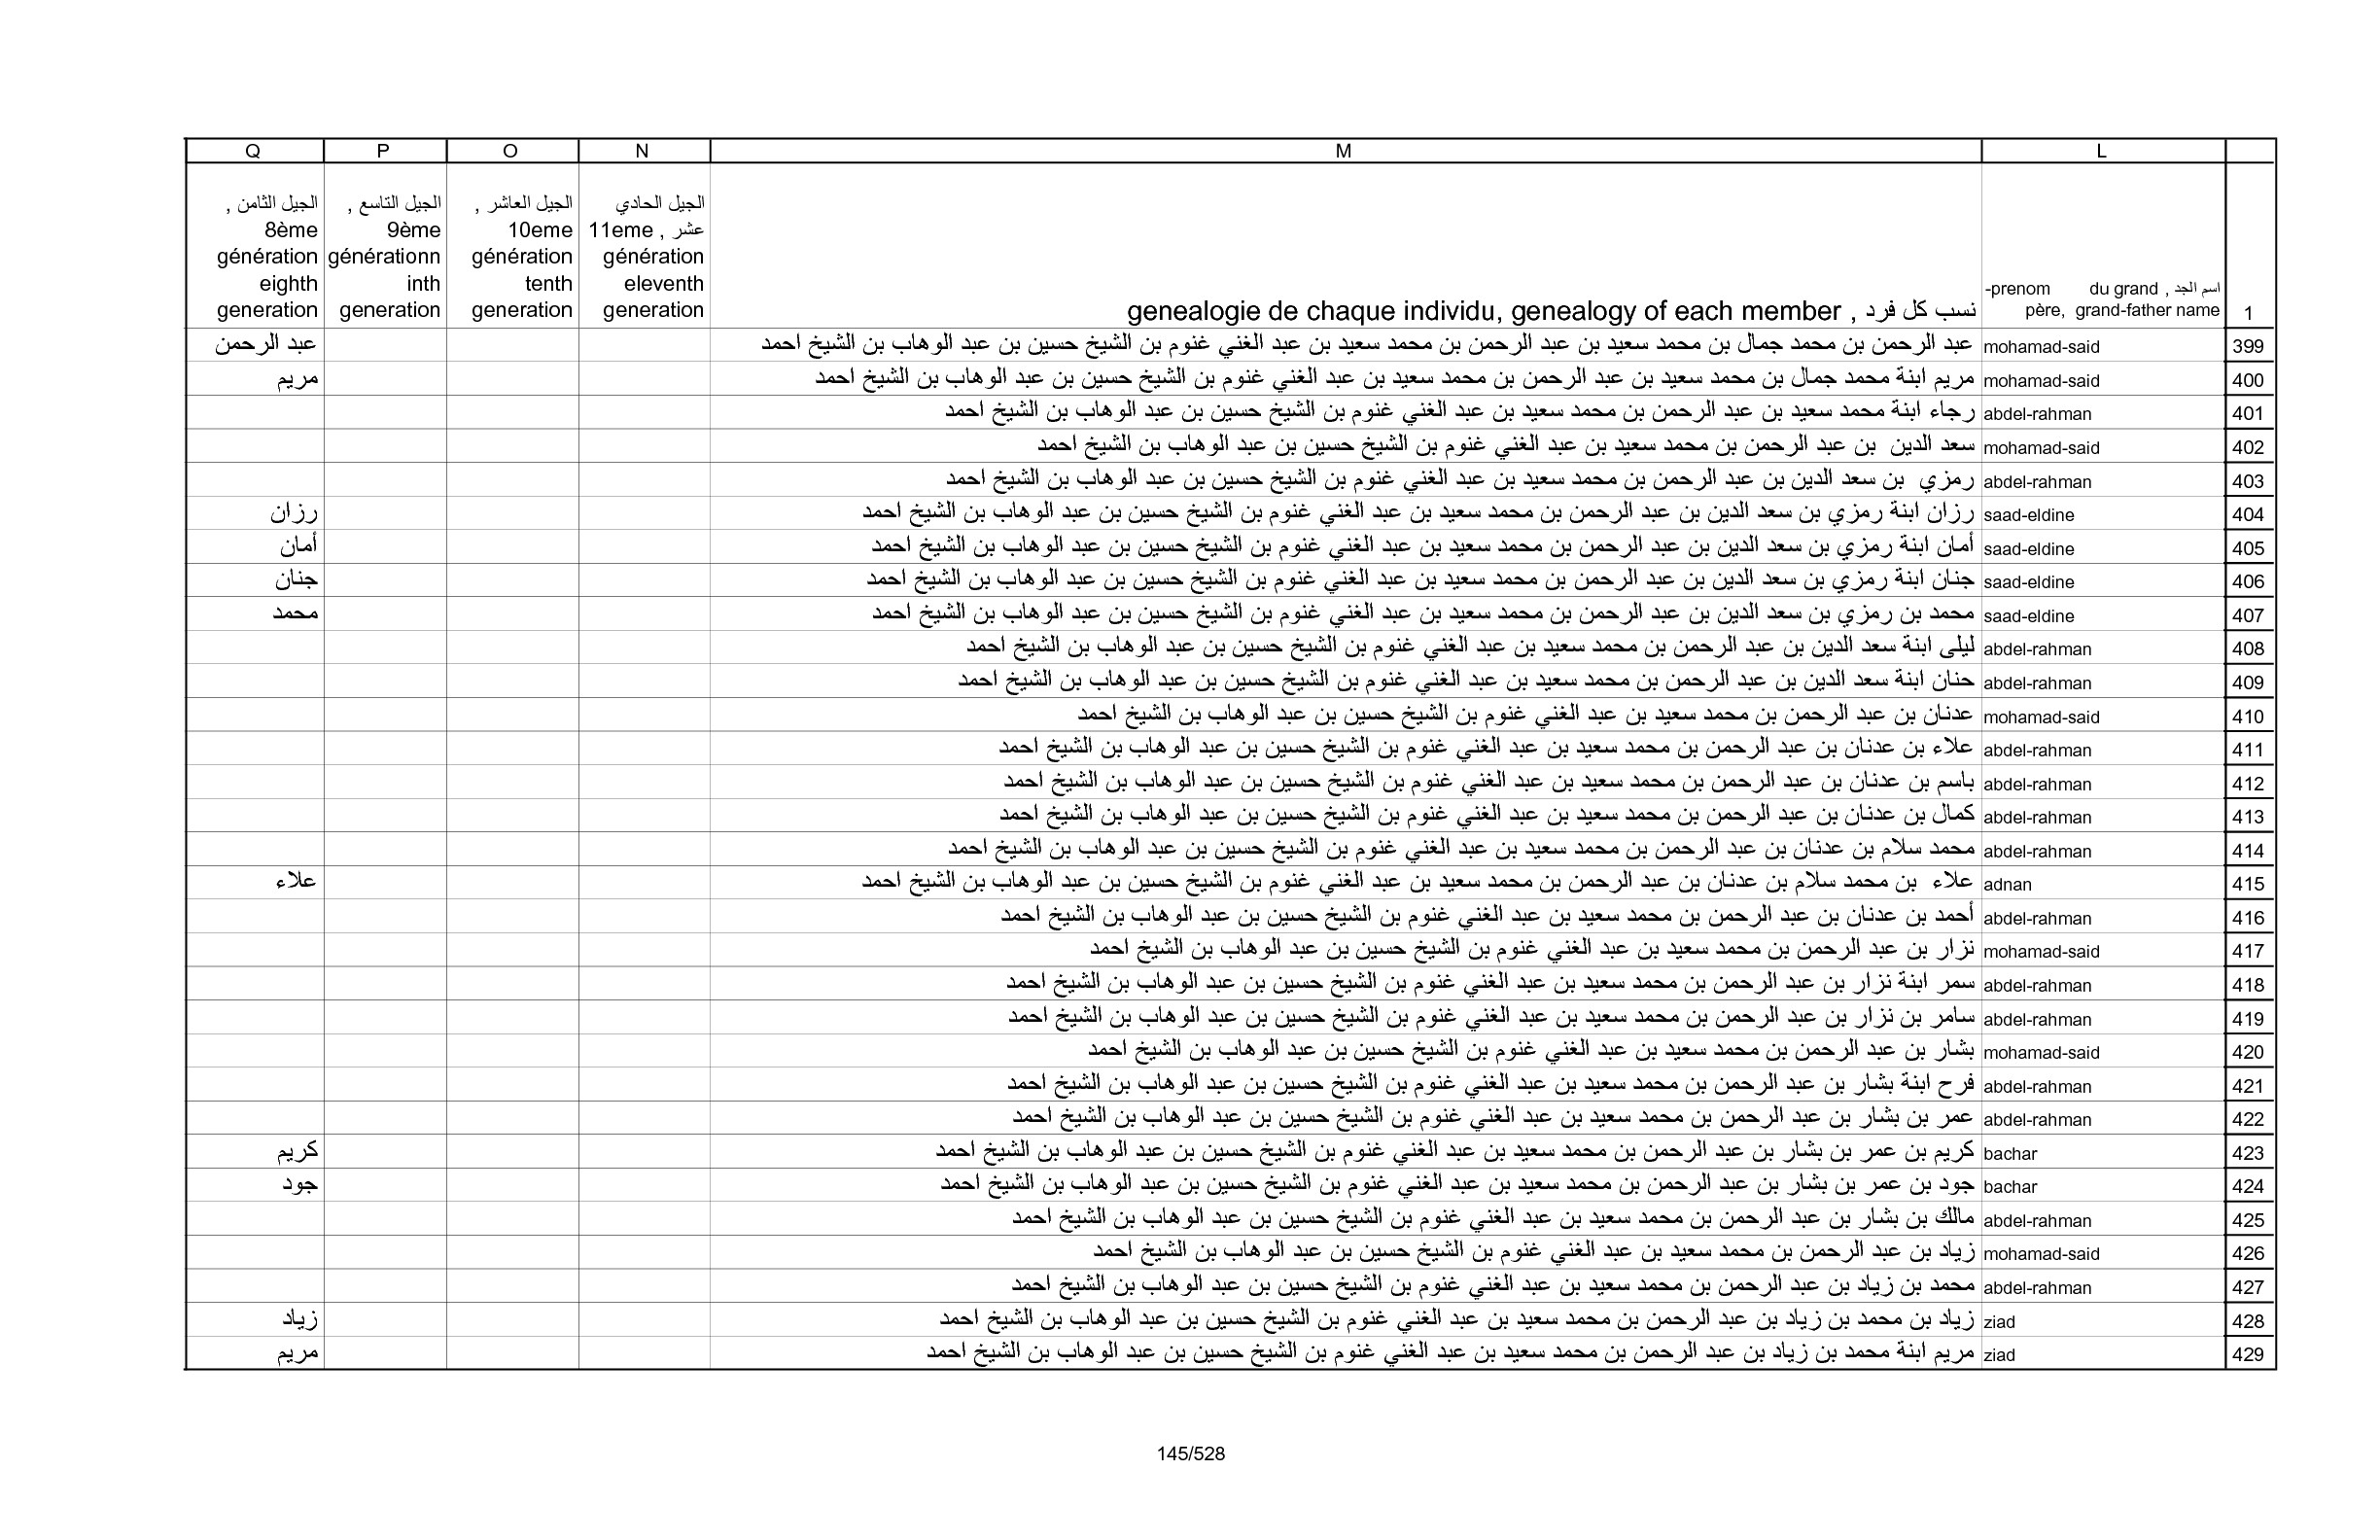 L M N O P Q
1 اسم الجد , prenom du grand-père, grand-father name نسب كل فرد , genealogie de chaque individu, genealogy of each member الجيل الحادي عشر , 11eme génération eleventh generation الجيل العاشر , 10eme génération tenth generation الجيل التاسع , 9ème générationn inth generation الجيل الثامن , 8ème génération eighth generation
399 mohamad-said عبد الرحمن بن محمد جمال بن محمد سعيد بن عبد الرحمن بن محمد سعيد بن عبد الغني غنوم بن الشيخ حسين بن عبد الوهاب بن الشيخ احمد عبد الرحمن
400 mohamad-said مريم ابنة محمد جمال بن محمد سعيد بن عبد الرحمن بن محمد سعيد بن عبد الغني غنوم بن الشيخ حسين بن عبد الوهاب بن الشيخ احمد مريم
401 abdel-rahman رجاء ابنة محمد سعيد بن عبد الرحمن بن محمد سعيد بن عبد الغني غنوم بن الشيخ حسين بن عبد الوهاب بن الشيخ احمد
402 mohamad-said سعد الدين بن عبد الرحمن بن محمد سعيد بن عبد الغني غنوم بن الشيخ حسين بن عبد الوهاب بن الشيخ احمد
403 abdel-rahman رمزي بن سعد الدين بن عبد الرحمن بن محمد سعيد بن عبد الغني غنوم بن الشيخ حسين بن عبد الوهاب بن الشيخ احمد
404 saad-eldine رزان ابنة رمزي بن سعد الدين بن عبد الرحمن بن محمد سعيد بن عبد الغني غنوم بن الشيخ حسين بن عبد الوهاب بن الشيخ احمد رزان
405 saad-eldine أمان ابنة رمزي بن سعد الدين بن عبد الرحمن بن محمد سعيد بن عبد الغني غنوم بن الشيخ حسين بن عبد الوهاب بن الشيخ احمد أمان
406 saad-eldine جنان ابنة رمزي بن سعد الدين بن عبد الرحمن بن محمد سعيد بن عبد الغني غنوم بن الشيخ حسين بن عبد الوهاب بن الشيخ احمد جنان
407 saad-eldine محمد بن رمزي بن سعد الدين بن عبد الرحمن بن محمد سعيد بن عبد الغني غنوم بن الشيخ حسين بن عبد الوهاب بن الشيخ احمد محمد
408 abdel-rahman ليلى ابنة سعد الدين بن عبد الرحمن بن محمد سعيد بن عبد الغني غنوم بن الشيخ حسين بن عبد الوهاب بن الشيخ احمد
409 abdel-rahman حنان ابنة سعد الدين بن عبد الرحمن بن محمد سعيد بن عبد الغني غنوم بن الشيخ حسين بن عبد الوهاب بن الشيخ احمد
410 mohamad-said عدنان بن عبد الرحمن بن محمد سعيد بن عبد الغني غنوم بن الشيخ حسين بن عبد الوهاب بن الشيخ احمد
411 abdel-rahman علاء بن عدنان بن عبد الرحمن بن محمد سعيد بن عبد الغني غنوم بن الشيخ حسين بن عبد الوهاب بن الشيخ احمد
412 abdel-rahman باسم بن عدنان بن عبد الرحمن بن محمد سعيد بن عبد الغني غنوم بن الشيخ حسين بن عبد الوهاب بن الشيخ احمد
413 abdel-rahman كمال بن عدنان بن عبد الرحمن بن محمد سعيد بن عبد الغني غنوم بن الشيخ حسين بن عبد الوهاب بن الشيخ احمد
414 abdel-rahman محمد سلام بن عدنان بن عبد الرحمن بن محمد سعيد بن عبد الغني غنوم بن الشيخ حسين بن عبد الوهاب بن الشيخ احمد
415 adnan علاء بن محمد سلام بن عدنان بن عبد الرحمن بن محمد سعيد بن عبد الغني غنوم بن الشيخ حسين بن عبد الوهاب بن الشيخ احمد علاء
416 abdel-rahman أحمد بن عدنان بن عبد الرحمن بن محمد سعيد بن عبد الغني غنوم بن الشيخ حسين بن عبد الوهاب بن الشيخ احمد
417 mohamad-said نزار بن عبد الرحمن بن محمد سعيد بن عبد الغني غنوم بن الشيخ حسين بن عبد الوهاب بن الشيخ احمد
418 abdel-rahman سمر ابنة نزار بن عبد الرحمن بن محمد سعيد بن عبد الغني غنوم بن الشيخ حسين بن عبد الوهاب بن الشيخ احمد
419 abdel-rahman سامر بن نزار بن عبد الرحمن بن محمد سعيد بن عبد الغني غنوم بن الشيخ حسين بن عبد الوهاب بن الشيخ احمد
420 mohamad-said بشار بن عبد الرحمن بن محمد سعيد بن عبد الغني غنوم بن الشيخ حسين بن عبد الوهاب بن الشيخ احمد
421 abdel-rahman فرح ابنة بشار بن عبد الرحمن بن محمد سعيد بن عبد الغني غنوم بن الشيخ حسين بن عبد الوهاب بن الشيخ احمد
422 abdel-rahman عمر بن بشار بن عبد الرحمن بن محمد سعيد بن عبد الغني غنوم بن الشيخ حسين بن عبد الوهاب بن الشيخ احمد
423 bachar كريم بن عمر بن بشار بن عبد الرحمن بن محمد سعيد بن عبد الغني غنوم بن الشيخ حسين بن عبد الوهاب بن الشيخ احمد كريم
424 bachar جود بن عمر بن بشار بن عبد الرحمن بن محمد سعيد بن عبد الغني غنوم بن الشيخ حسين بن عبد الوهاب بن الشيخ احمد جود
425 abdel-rahman مالك بن بشار بن عبد الرحمن بن محمد سعيد بن عبد الغني غنوم بن الشيخ حسين بن عبد الوهاب بن الشيخ احمد
426 mohamad-said زياد بن عبد الرحمن بن محمد سعيد بن عبد الغني غنوم بن الشيخ حسين بن عبد الوهاب بن الشيخ احمد
427 abdel-rahman محمد بن زياد بن عبد الرحمن بن محمد سعيد بن عبد الغني غنوم بن الشيخ حسين بن عبد الوهاب بن الشيخ احمد
428 ziad زياد بن محمد بن زياد بن عبد الرحمن بن محمد سعيد بن عبد الغني غنوم بن الشيخ حسين بن عبد الوهاب بن الشيخ احمد زياد
429 ziad مريم ابنة محمد بن زياد بن عبد الرحمن بن محمد سعيد بن عبد الغني غنوم بن الشيخ حسين بن عبد الوهاب بن الشيخ احمد مريم
145/528